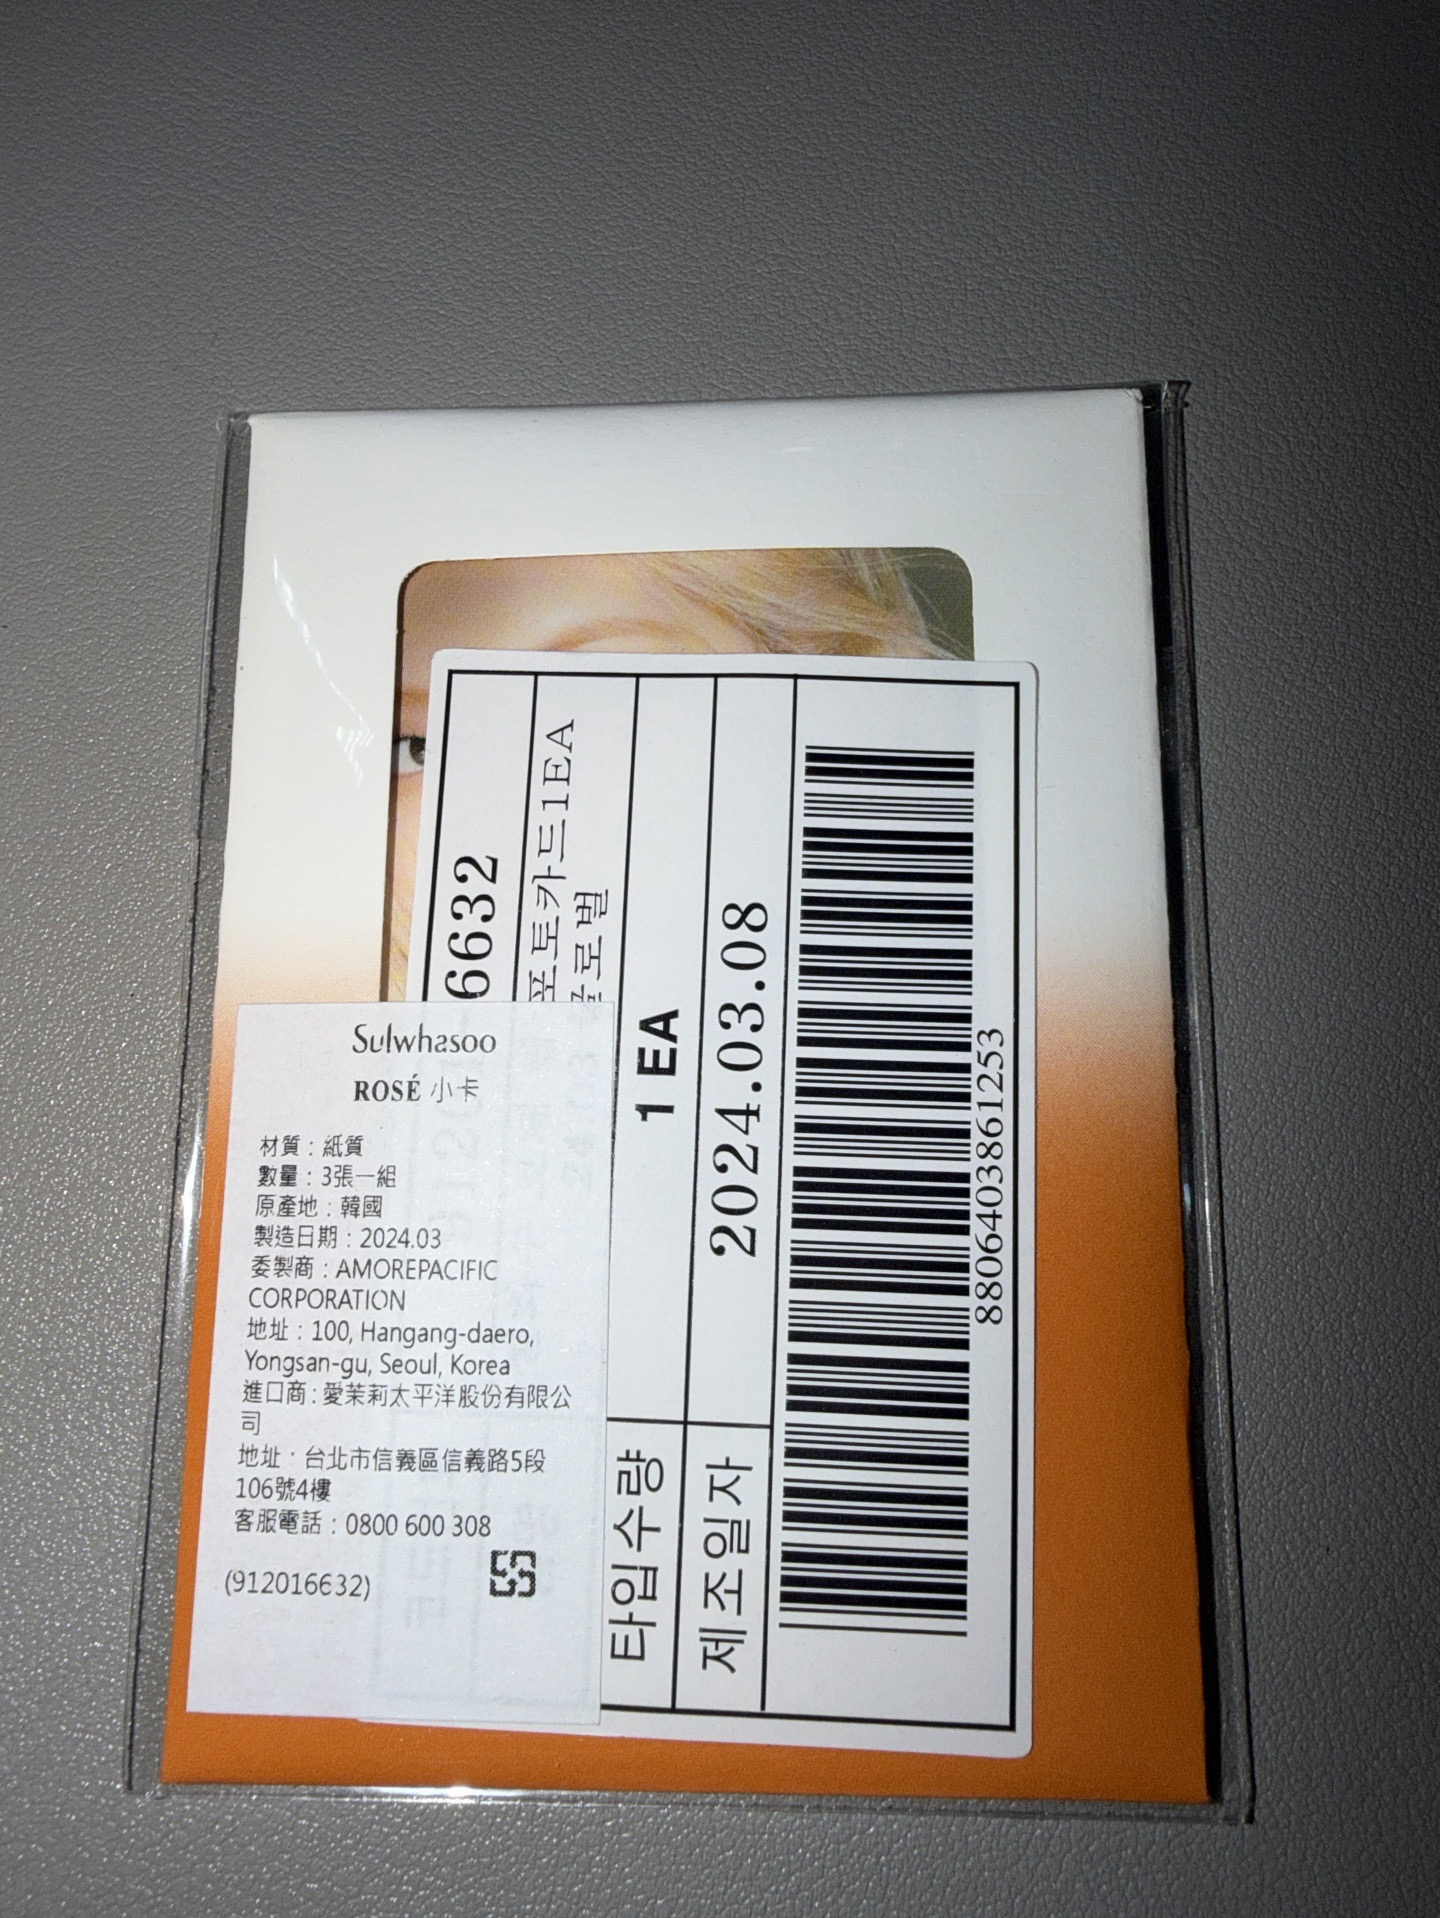 Sulwhasoo
ROSÉ 小卡
材質：紙質
數量：3張一組
原產地：韓國
製造日期：2024.03
委製商：AMOREPACIFIC
CORPORATION
地址：100, Hangang-daero,
Yongsan-gu, Seoul, Korea
進口商：愛茉莉太平洋股份有限公
司
地址：台北市信義區信義路5段
106號4樓
客服電話：0800 600 308
(912016632)
6632
포토카드1EA
글로벌
타입수량 1 EA
제조일자 2024.03.08
8806403861253